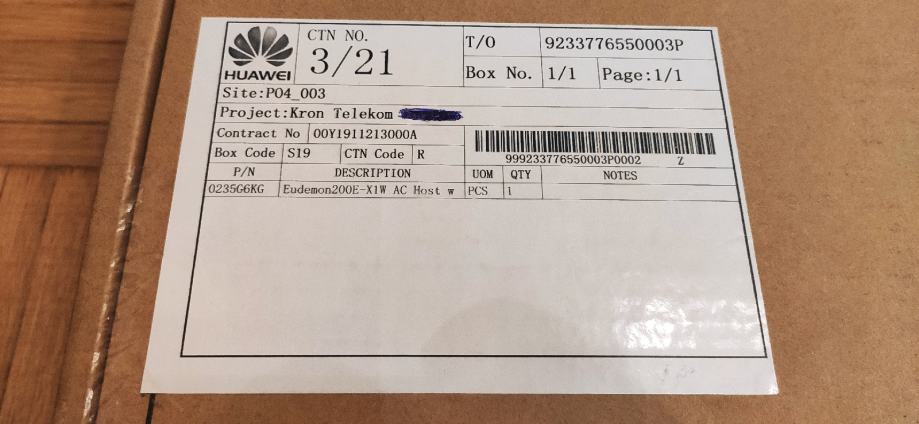 HUAWEI
CTN NO.
3/21
T/O 9233776550003P
Box No. 1/1 Page:1/1
Site:PO4_003
Project:Kron Telekom
Contract No 00Y1911213000A
Box Code S19 CTN Code R
999233776550003P0002 Z
P/N DESCRIPTION UOM QTY NOTES
0235G6KG Eudemon200E-X1W AC Host w PCS 1